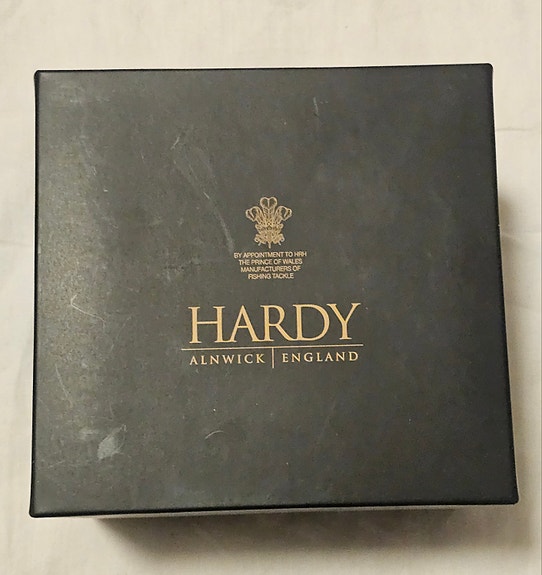 BY APPOINTMENT TO HRH
THE PRINCE OF WALES
MANUFACTURERS OF
FISHING TACKLE
HARDY
ALNWICK | ENGLAND